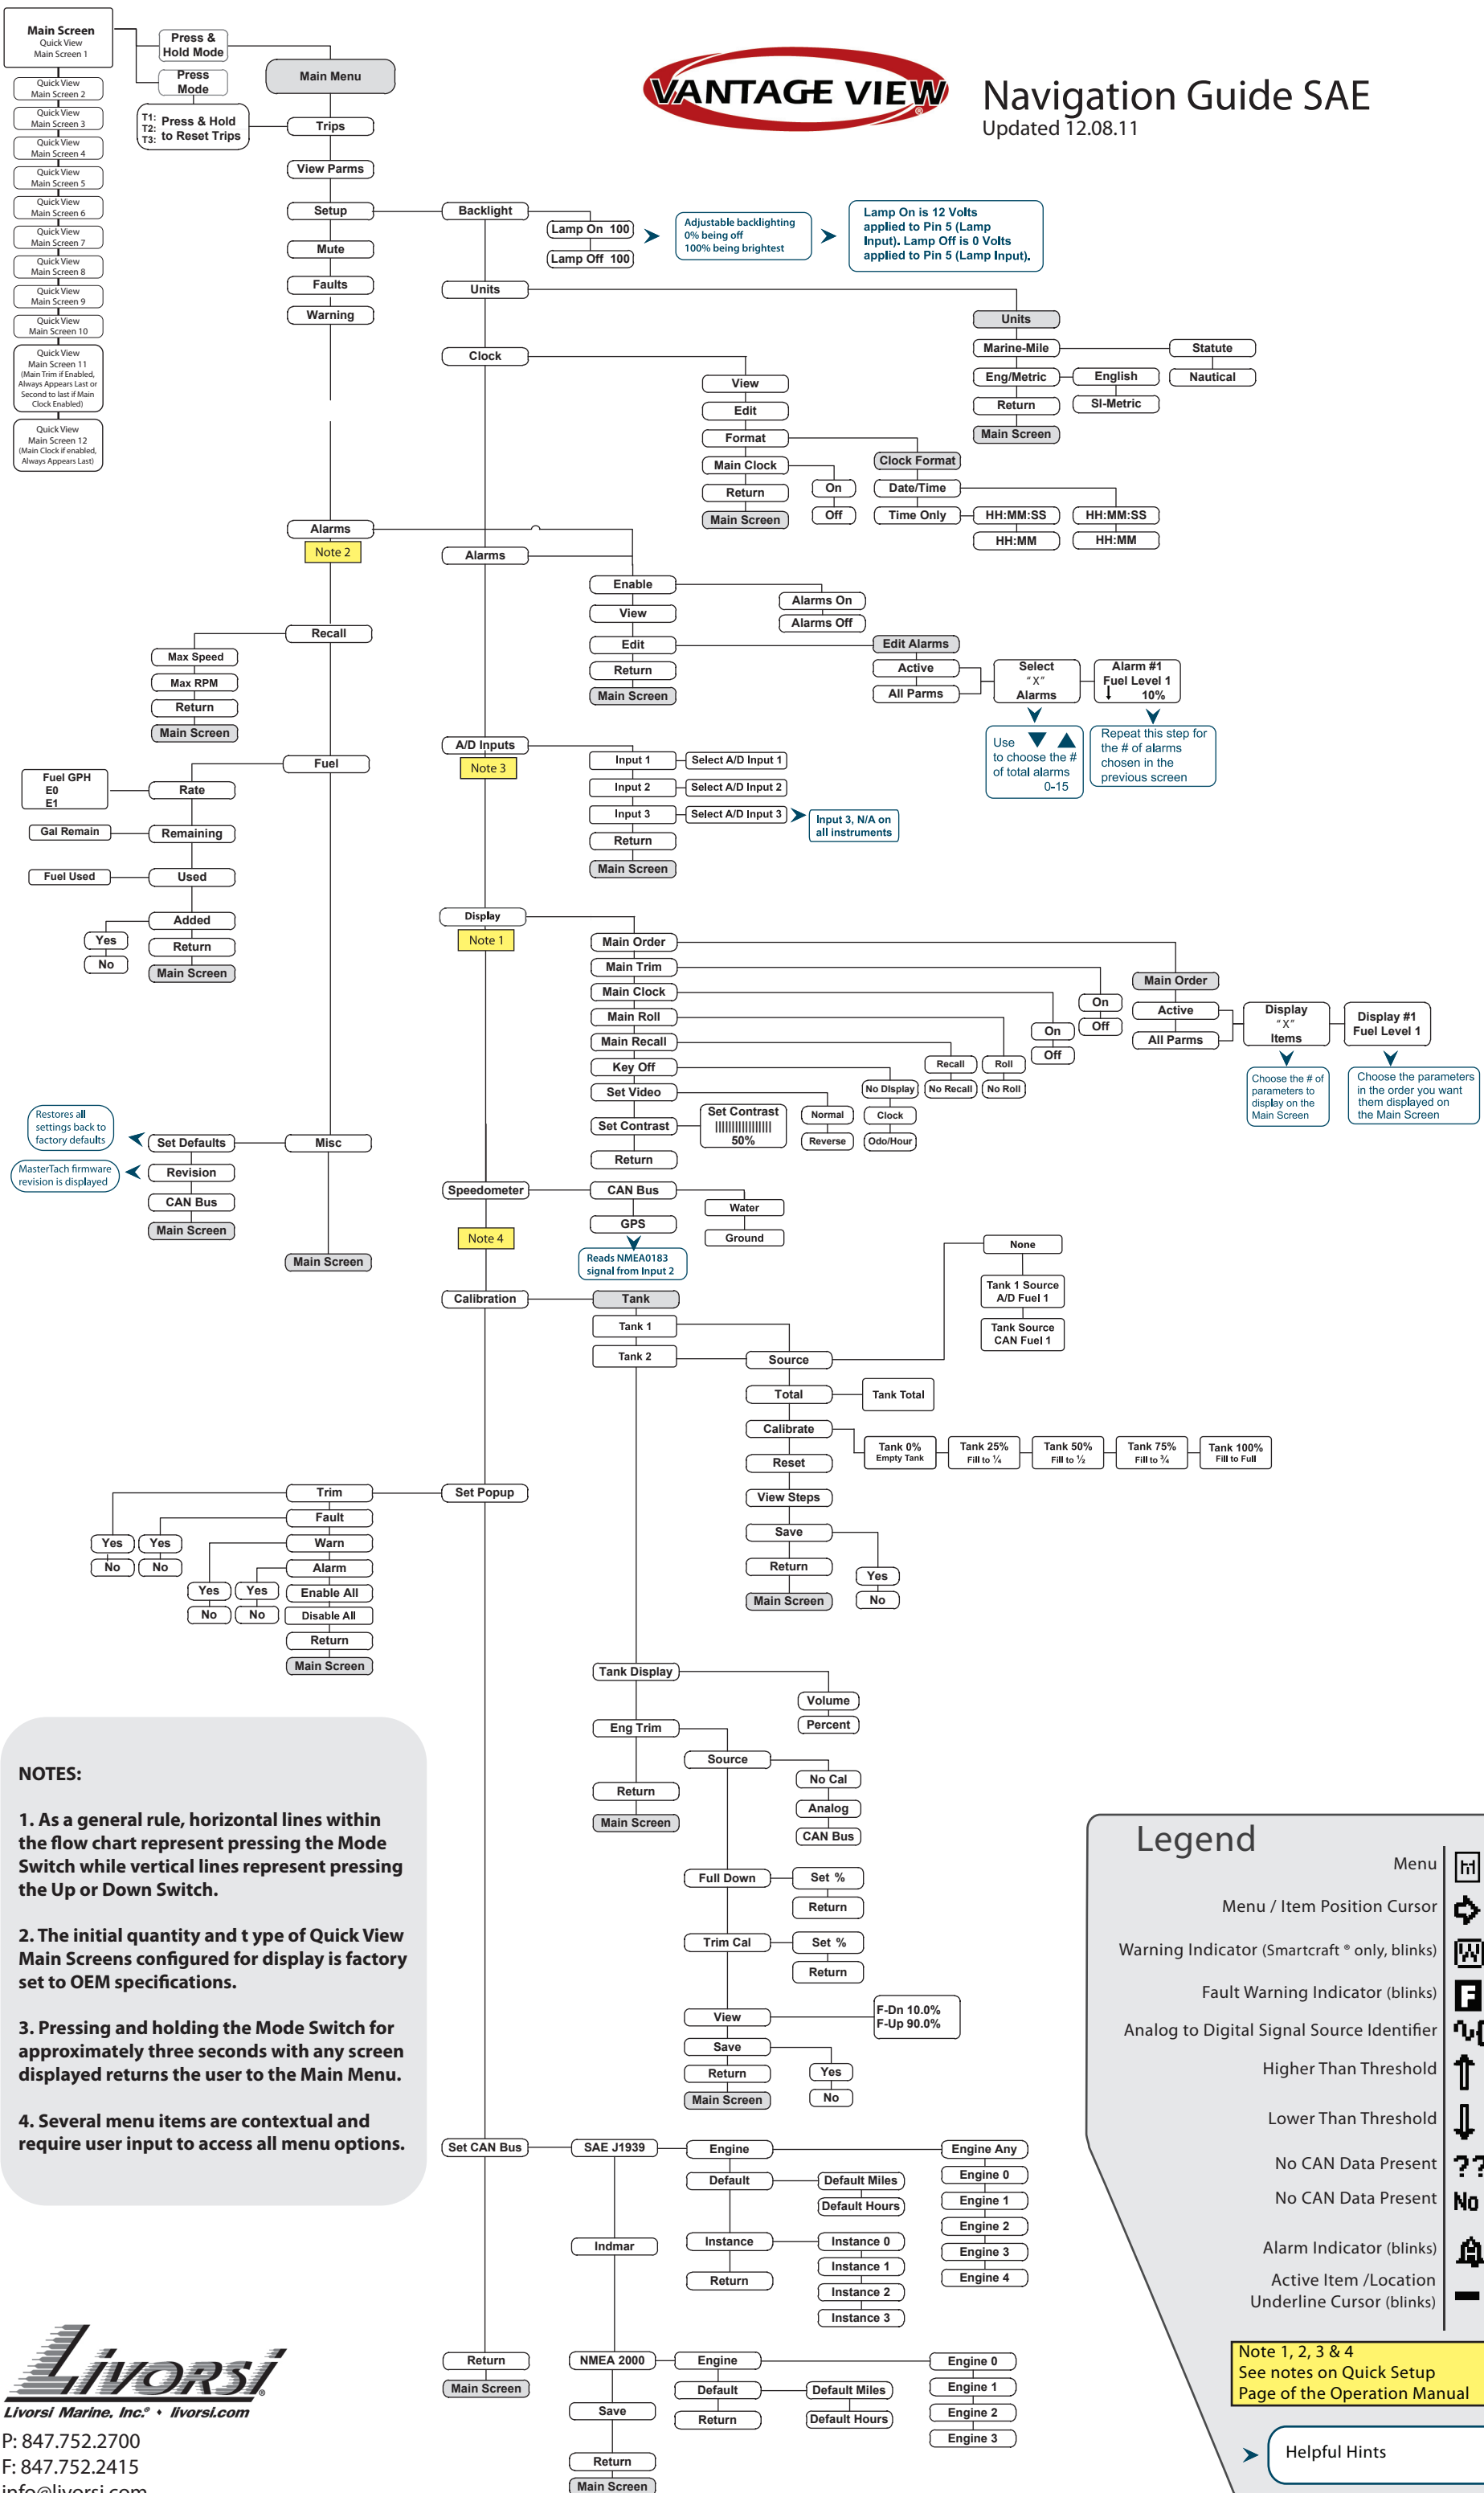 Main Screen
Quick View
Main Screen 1
Quick View
Main Screen 2
Quick View
Main Screen 3
Quick View
Main Screen 4
Quick View
Main Screen 5
Quick View
Main Screen 6
Quick View
Main Screen 7
Quick View
Main Screen 8
Quick View
Main Screen 9
Quick View
Main Screen 10
Quick View
Main Screen 11
(Main Trim if Enabled,
Always Appears Last or
Second to last if Main
Clock Enabled)
Quick View
Main Screen 12
(Main Clock if enabled,
Always Appears Last)
Press &
Hold Mode
Press
Mode
T1:
T2:
T3:
Press & Hold
to Reset Trips
VANTAGE VIEW®
Navigation Guide SAE
Updated 12.08.11
Main Menu
Trips
View Parms
Setup
Mute
Faults
Warning
Alarms
Note 2
Recall
Max Speed
Max RPM
Return
Main Screen
Fuel
Fuel GPH
E0
E1
Rate
Gal Remain
Remaining
Fuel Used
Used
Added
Yes
No
Return
Main Screen
Misc
Restores all
settings back to
factory defaults
Set Defaults
MasterTach firmware
revision is displayed
Revision
CAN Bus
Main Screen
Main Screen
Backlight
Lamp On 100
Lamp Off 100
Adjustable backlighting
0% being off
100% being brightest
Lamp On is 12 Volts
applied to Pin 5 (Lamp
Input). Lamp Off is 0 Volts
applied to Pin 5 (Lamp Input).
Units
Units
Marine-Mile
Statute
Nautical
Eng/Metric
English
SI-Metric
Return
Main Screen
Clock
View
Edit
Format
Main Clock
Return
Main Screen
On
Off
Clock Format
Date/Time
Time Only
HH:MM:SS
HH:MM
HH:MM:SS
HH:MM
Alarms
Enable
Alarms On
Alarms Off
View
Edit
Return
Main Screen
Edit Alarms
Active
All Parms
Select
"X"
Alarms
Alarm #1
Fuel Level 1
10%
Use
to choose the #
of total alarms
0-15
Repeat this step for
the # of alarms
chosen in the
previous screen
A/D Inputs
Note 3
Input 1
Select A/D Input 1
Input 2
Select A/D Input 2
Input 3
Select A/D Input 3
Input 3, N/A on
all instruments
Return
Main Screen
Display
Note 1
Main Order
Main Trim
Main Clock
Main Roll
Main Recall
Key Off
Set Video
Set Contrast
Return
Set Contrast
50%
Normal
Reverse
No DIsplay
Clock
Odo/Hour
Recall
No Recall
Roll
No Roll
On
Off
On
Off
Main Order
Active
All Parms
Display
"X"
Items
Display #1
Fuel Level 1
Choose the # of
parameters to
display on the
Main Screen
Choose the parameters
in the order you want
them displayed on
the Main Screen
Speedometer
Note 4
CAN Bus
GPS
Water
Ground
Reads NMEA0183
signal from Input 2
Calibration
Tank
Tank 1
Tank 2
Source
None
Tank 1 Source
A/D Fuel 1
Tank Source
CAN Fuel 1
Total
Tank Total
Calibrate
Tank 0%
Empty Tank
Tank 25%
Fill to ¼
Tank 50%
Fill to ½
Tank 75%
Fill to ¾
Tank 100%
Fill to Full
Reset
View Steps
Save
Yes
No
Return
Main Screen
Set Popup
Trim
Fault
Warn
Alarm
Enable All
Disable All
Return
Main Screen
Yes
No
Yes
No
Yes
No
Yes
No
Tank Display
Volume
Percent
Eng Trim
Return
Main Screen
Source
No Cal
Analog
CAN Bus
Full Down
Set %
Return
Trim Cal
Set %
Return
View
F-Dn 10.0%
F-Up 90.0%
Save
Yes
No
Return
Main Screen
Set CAN Bus
SAE J1939
Engine
Engine Any
Engine 0
Engine 1
Engine 2
Engine 3
Engine 4
Default
Default Miles
Default Hours
Instance
Instance 0
Instance 1
Instance 2
Instance 3
Return
Indmar
Return
Main Screen
NMEA 2000
Engine
Engine 0
Engine 1
Engine 2
Engine 3
Default
Default Miles
Default Hours
Return
Save
Return
Main Screen
NOTES:
1. As a general rule, horizontal lines within
the flow chart represent pressing the Mode
Switch while vertical lines represent pressing
the Up or Down Switch.
2. The initial quantity and t ype of Quick View
Main Screens configured for display is factory
set to OEM specifications.
3. Pressing and holding the Mode Switch for
approximately three seconds with any screen
displayed returns the user to the Main Menu.
4. Several menu items are contextual and
require user input to access all menu options.
LIVORSI®
Livorsi Marine, Inc.® • livorsi.com
P: 847.752.2700
F: 847.752.2415
info@livorsi.com
Legend
Menu
Menu / Item Position Cursor
Warning Indicator (Smartcraft ® only, blinks)
W
Fault Warning Indicator (blinks)
F
Analog to Digital Signal Source Identifier
Higher Than Threshold
Lower Than Threshold
No CAN Data Present
??
No CAN Data Present
No
Alarm Indicator (blinks)
Active Item /Location
Underline Cursor (blinks)
Note 1, 2, 3 & 4
See notes on Quick Setup
Page of the Operation Manual
Helpful Hints